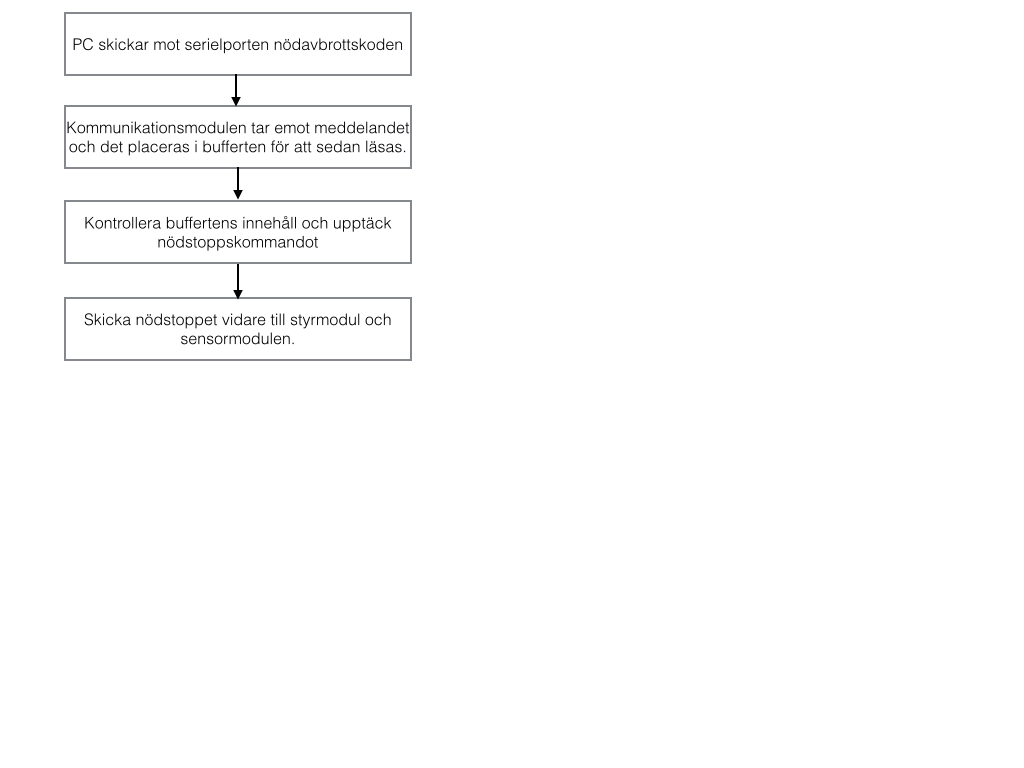 PC skickar mot serielporten nödavbrottskoden
Kommunikationsmodulen tar emot meddelandet
och det placeras i bufferten för att sedan läsas.
Kontrollera buffertens innehåll och upptäck
nödstoppskommandot
Skicka nödstoppet vidare till styrmodul och
sensormodulen.